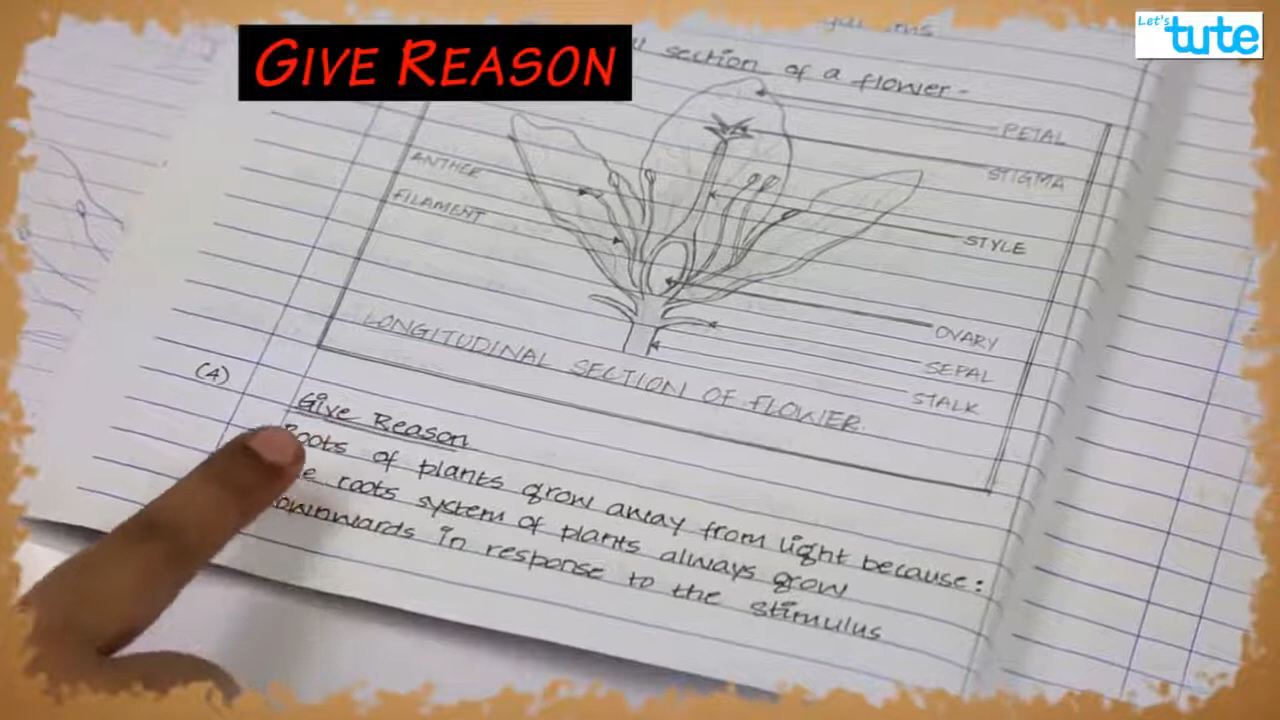 Let's
tute
GIVE REASON
section of a flower-
PETAL
STIGMA
ANTHER
FILAMENT
STYLE
OVARY
SEPAL
STALK
LONGITUDINAL SECTION OF FLOWER.
(4)
Give Reason
Roots of plants grow away from light because:
roots system of plants always grow
downwards in response to the stimulus